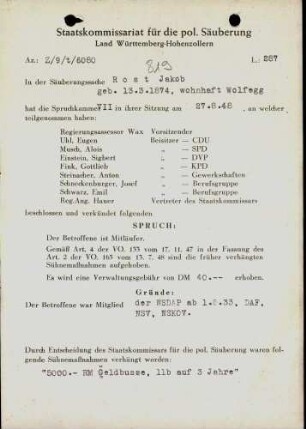 Staatskommissariat für die pol. Säuberung
Land Württemberg-Hohenzollern
Az: Z/9/t/6080
819
L: 287
In der Säuberungssache Rost Jakob
geb. 13.3.1874, wohnhaft Wolfegg
hat die Spruchkammer VII in ihrer Sitzung am 27.8.48 , an welcher
teilgenommen haben:
Regierungsassessor Wax Vorsitzender
Uhl, Eugen Beisitzer — CDU
Musch, Alois „ — SPD
Einstein, Sigbert „ — DVP
Fink, Gottlieb „ — KPD
Steinacher, Anton „ — Gewerkschaften
Schneckenburger, Josef „ — Berufsgruppe
Schwarz, Emil „ — Berufsgruppe
Reg.Ang. Hauer Vertreter des Staatskommissars
beschlossen und verkündet folgenden
SPRUCH:
Der Betroffene ist Mitläufer.
Gemäß Art. 4 der VO. 133 vom 17. 11. 47 in der Fassung des
Art. 2 der VO. 165 vom 13. 7. 48 sind die früher verhängten
Sühnemaßnahmen aufgehoben.
Es wird eine Verwaltungsgebühr von DM 40.-- erhoben.
Gründe:
Der Betroffene war Mitglied der NSDAP ab 1.5.33, DAF,
NSV, NSKOV.
Durch Entscheidung des Staatskommissars für die pol. Säuberung waren fol-
gende Sühnemaßnahmen verhängt worden:
"5000.- RM Geldbusse, 11b auf 3 Jahre"